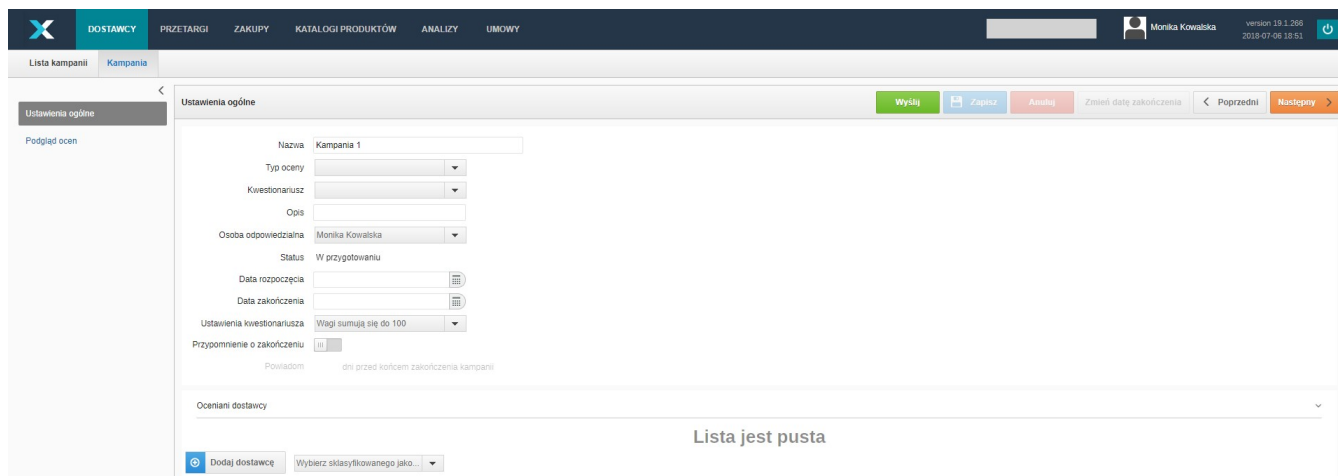 DOSTAWCY PRZETARGI ZAKUPY KATALOGI PRODUKTÓW ANALIZY UMOWY Monika Kowalska version 19.1.266
2018-07-06 18:51
Lista kampanii Kampania
Ustawienia ogólne Wyślij Zapisz Anuluj Zmień datę zakończenia Poprzedni Następny
Ustawienia ogólne
Podgląd ocen
Nazwa Kampania 1
Typ oceny
Kwestionariusz
Opis
Osoba odpowiedzialna Monika Kowalska
Status W przygotowaniu
Data rozpoczęcia
Data zakończenia
Ustawienia kwestionariusza Wagi sumują się do 100
Przypomnienie o zakończeniu
Powiadom dni przed końcem zakończenia kampanii
Oceniani dostawcy
Lista jest pusta
Dodaj dostawcę Wybierz sklasyfikowanego jako...